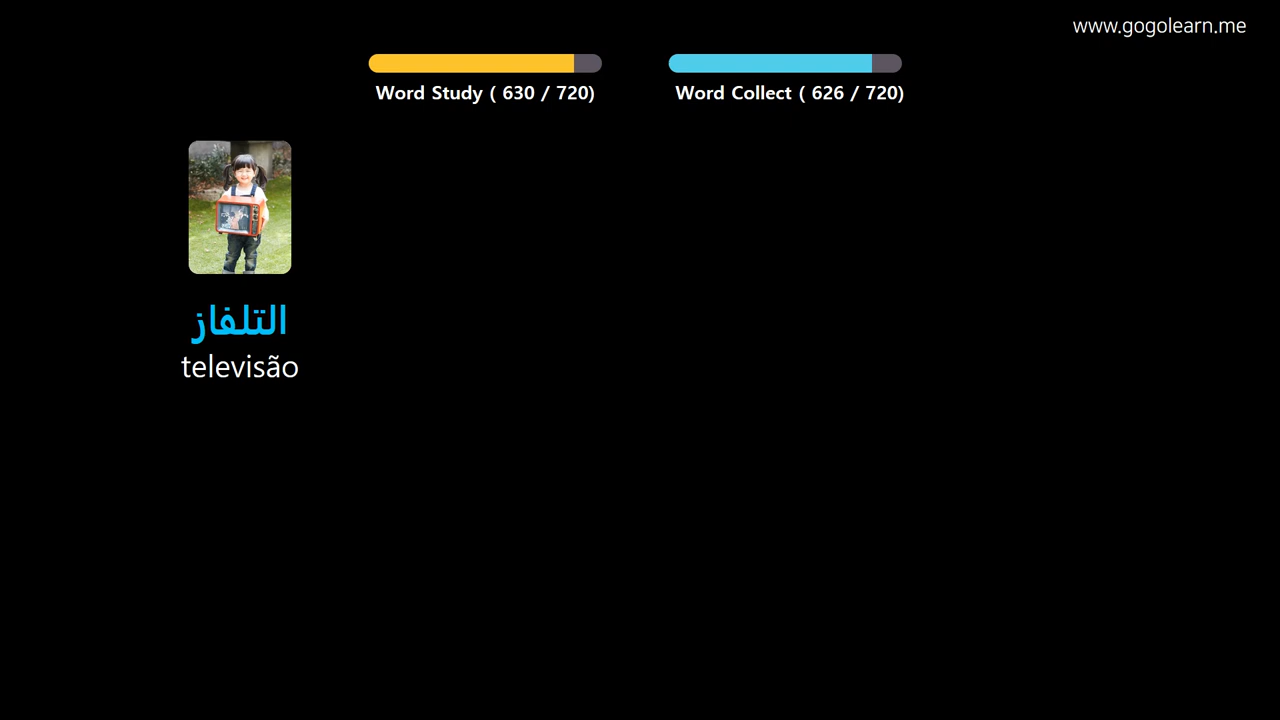 www.gogolearn.me
Word Study ( 630 / 720)
Word Collect ( 626 / 720)
التلفاز
televisão